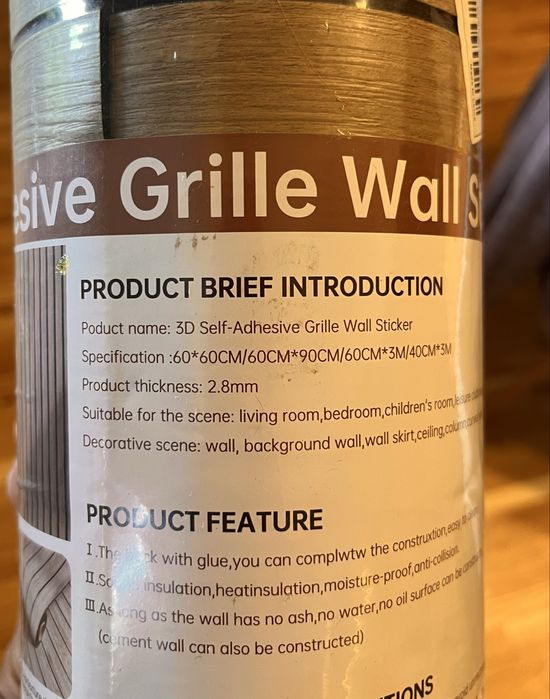 esive Grille Wall S
PRODUCT BRIEF INTRODUCTION
Poduct name: 3D Self-Adhesive Grille Wall Sticker
Specification :60*60CM/60CM*90CM/60CM*3M/40CM*3M
Product thickness: 2.8mm
Suitable for the scene: living room,bedroom,children's room,
Decorative scene: wall, background wall,wall skirt,ceiling,column,
PRODUCT FEATURE
Ⅰ.The with glue,you can complwtw the construxtion,easy to
Ⅱ. insulation,heatinsulation,moisture-proof,anti-collision.
Ⅲ.As long as the wall has no ash,no water,no oil surface can be
(cement wall can also be constructed)